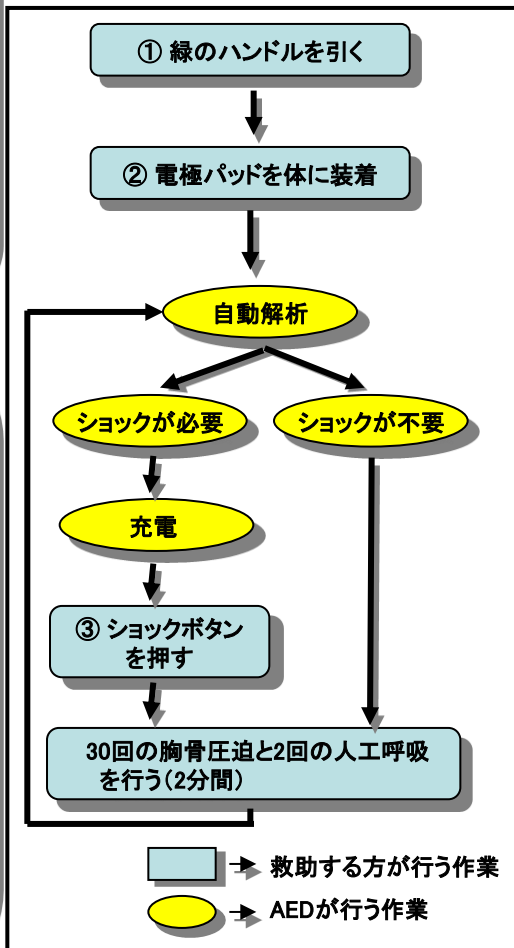 ① 緑のハンドルを引く
② 電極パッドを体に装着
自動解析
ショックが必要
ショックが不要
充電
③ ショックボタン
を押す
30回の胸骨圧迫と2回の人工呼吸
を行う（2分間）
救助する方が行う作業
AEDが行う作業